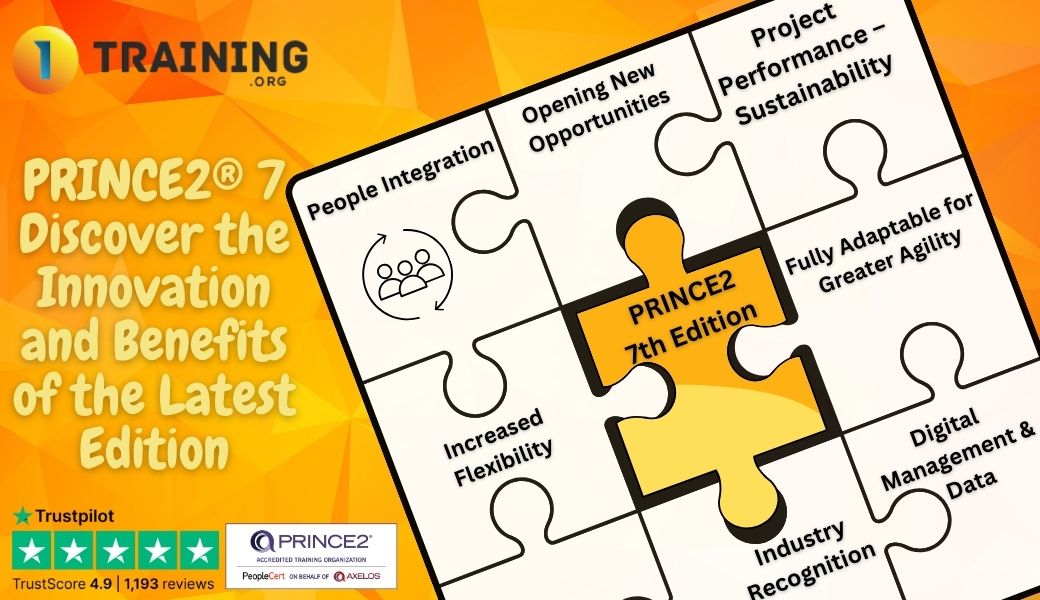 1
TRAINING
.ORG
PRINCE2® 7
Discover the
Innovation
and Benefits
of the Latest
Edition
Trustpilot
TrustScore 4.9 | 1,193 reviews
PRINCE2®
ACCREDITED TRAINING ORGANIZATION
PeopleCert ON BEHALF OF AXELOS
People Integration
Opening New
Opportunities
Project
Performance –
Sustainability
PRINCE2
7th Edition
Fully Adaptable for
Greater Agility
Increased
Flexibility
Industry
Recognition
Digital
Management &
Data